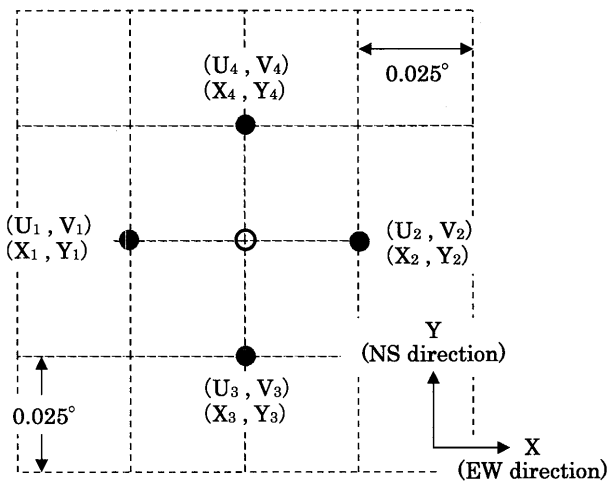 (U₄ , V₄)
(X₄ , Y₄)
0.025°
(U₁ , V₁)
(X₁ , Y₁)
(U₂ , V₂)
(X₂ , Y₂)
(U₃ , V₃)
(X₃ , Y₃)
0.025°
Y
(NS direction)
X
(EW direction)